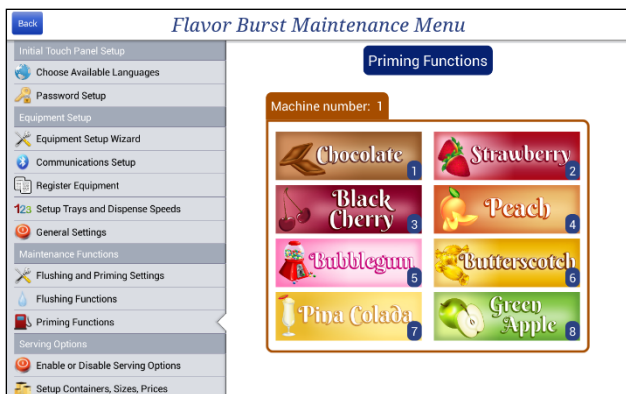 Back
Flavor Burst Maintenance Menu
Initial Touch Panel Setup
Choose Available Languages
Password Setup
Equipment Setup
Equipment Setup Wizard
Communications Setup
Register Equipment
123 Setup Trays and Dispense Speeds
General Settings
Maintenance Functions
Flushing and Priming Settings
Flushing Functions
Priming Functions
Serving Options
Enable or Disable Serving Options
Setup Containers, Sizes, Prices
Priming Functions
Machine number: 1
Chocolate 1
Strawberry 2
Black
Cherry 3
Peach 4
Bubblegum 5
Butterscotch 6
Pina Colada 7
Green
Apple 8